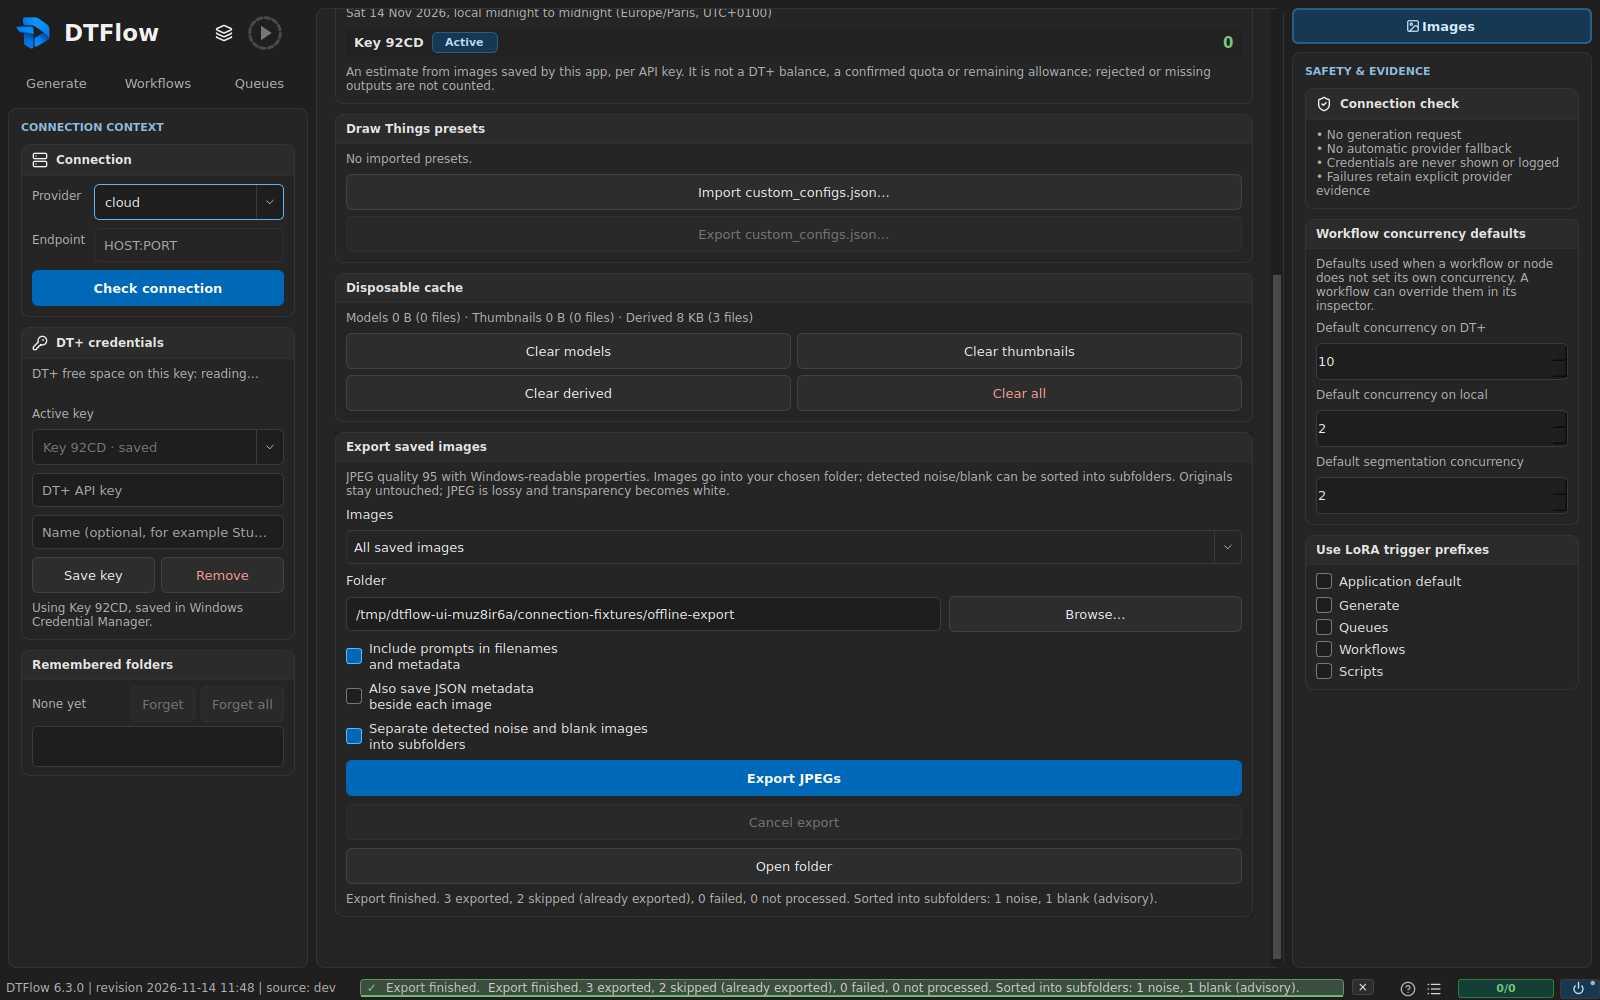 DTFlow
Generate
Workflows
Queues
CONNECTION CONTEXT
Connection
Provider
cloud
Endpoint
HOST:PORT
Check connection
DT+ credentials
DT+ free space on this key: reading...
Active key
Key 92CD · saved
DT+ API key
Name (optional, for example Stu...
Save key
Remove
Using Key 92CD, saved in Windows
Credential Manager.
Remembered folders
None yet
Forget
Forget all
Sat 14 Nov 2026, local midnight to midnight (Europe/Paris, UTC+0100)
Key 92CD
Active
0
An estimate from images saved by this app, per API key. It is not a DT+ balance, a confirmed quota or remaining allowance; rejected or missing
outputs are not counted.
Draw Things presets
No imported presets.
Import custom_configs.json...
Export custom_configs.json...
Disposable cache
Models 0 B (0 files) · Thumbnails 0 B (0 files) · Derived 8 KB (3 files)
Clear models
Clear thumbnails
Clear derived
Clear all
Export saved images
JPEG quality 95 with Windows-readable properties. Images go into your chosen folder; detected noise/blank can be sorted into subfolders. Originals
stay untouched; JPEG is lossy and transparency becomes white.
Images
All saved images
Folder
/tmp/dtflow-ui-muz8ir6a/connection-fixtures/offline-export
Browse...
Include prompts in filenames
and metadata
Also save JSON metadata
beside each image
Separate detected noise and blank images
into subfolders
Export JPEGs
Cancel export
Open folder
Export finished. 3 exported, 2 skipped (already exported), 0 failed, 0 not processed. Sorted into subfolders: 1 noise, 1 blank (advisory).
Images
SAFETY & EVIDENCE
Connection check
• No generation request
• No automatic provider fallback
• Credentials are never shown or logged
• Failures retain explicit provider
evidence
Workflow concurrency defaults
Defaults used when a workflow or node
does not set its own concurrency. A
workflow can override them in its
inspector.
Default concurrency on DT+
10
Default concurrency on local
2
Default segmentation concurrency
2
Use LoRA trigger prefixes
Application default
Generate
Queues
Workflows
Scripts
DTFlow 6.3.0 | revision 2026-11-14 11:48 | source: dev
✓ Export finished. Export finished. 3 exported, 2 skipped (already exported), 0 failed, 0 not processed. Sorted into subfolders: 1 noise, 1 blank (advisory).
0/0